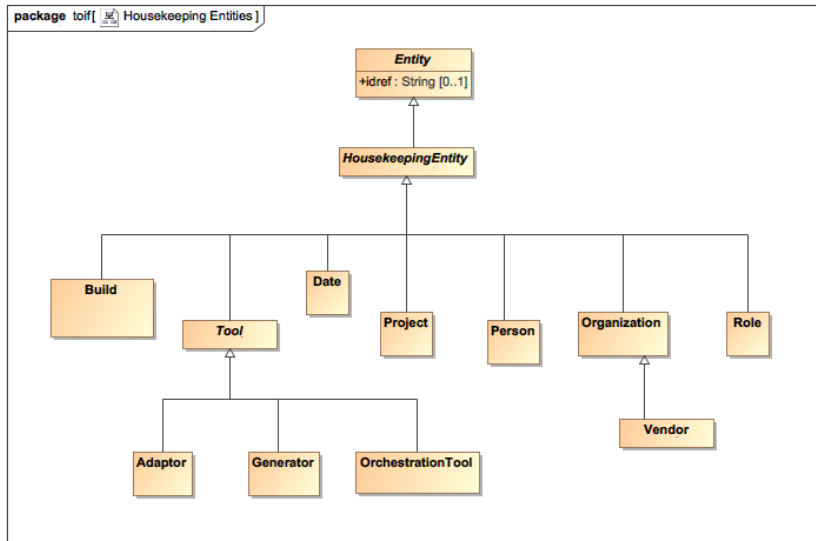 package toif[ Housekeeping Entities ]
Entity
+idref : String [0..1]
HousekeepingEntity
Build
Tool
Date
Project
Person
Organization
Role
Vendor
Adaptor
Generator
OrchestrationTool